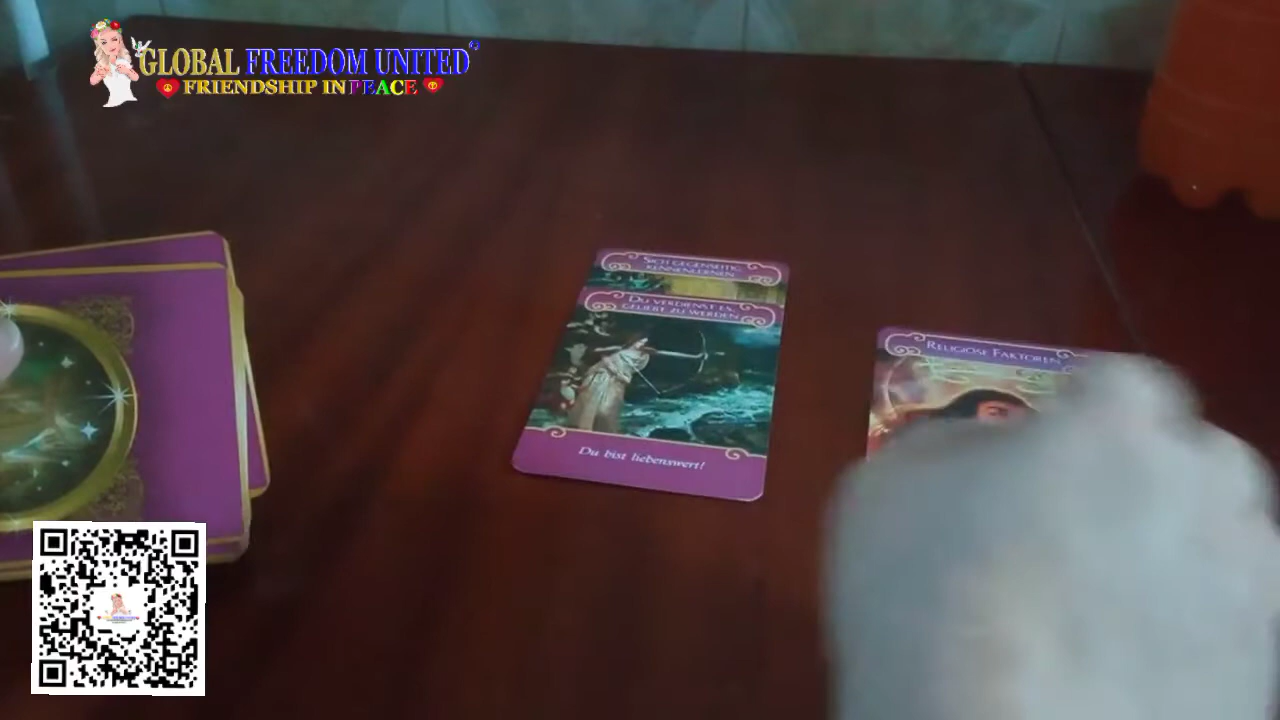 GLOBAL FREEDOM UNITED
FRIENDSHIP IN PEACE
SICH GEGENSEITIG
KENNENLERNEN
DU VERDIENST ES,
GELIEBT ZU WERDEN
Du bist liebenswert!
RELIGIÖSE FAKTOREN